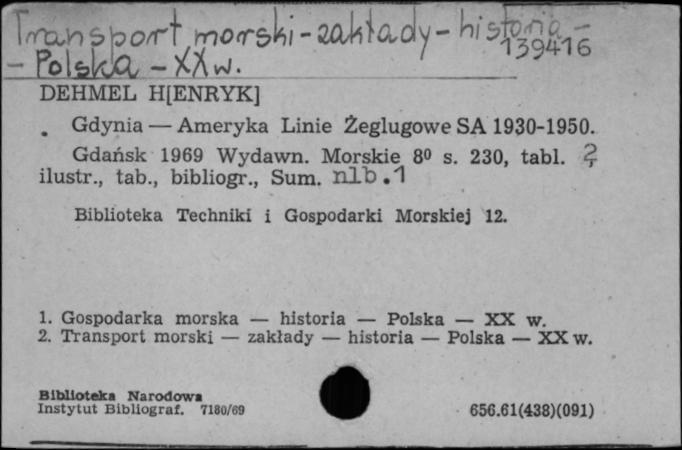 Transport morski - zakłady - historia -
139416
- Polska - XX w.
DEHMEL H[ENRYK]
Gdynia — Ameryka Linie Żeglugowe SA 1930-1950.
Gdańsk 1969 Wydawn. Morskie 8⁰ s. 230, tabl. 2,
ilustr., tab., bibliogr., Sum. nlb. 1
Biblioteka Techniki i Gospodarki Morskiej 12.
1. Gospodarka morska — historia — Polska — XX w.
2. Transport morski — zakłady — historia — Polska — XX w.
Biblioteka Narodowa
Instytut Bibliograf. 7180/69
656.61(438)(091)